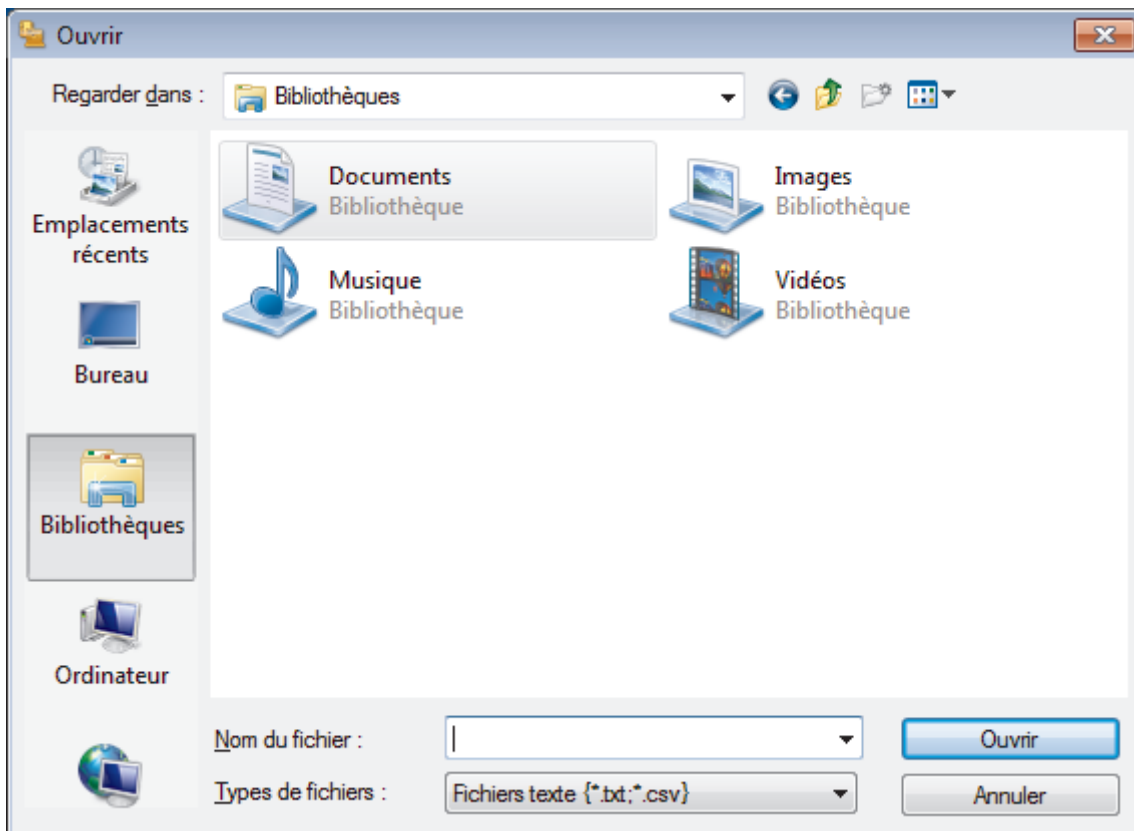 Ouvrir
Regarder dans :
Bibliothèques
Emplacements
récents
Bureau
Bibliothèques
Ordinateur
Documents
Bibliothèque
Images
Bibliothèque
Musique
Bibliothèque
Vidéos
Bibliothèque
Nom du fichier :
Ouvrir
Types de fichiers :
Fichiers texte {*.txt;*.csv}
Annuler